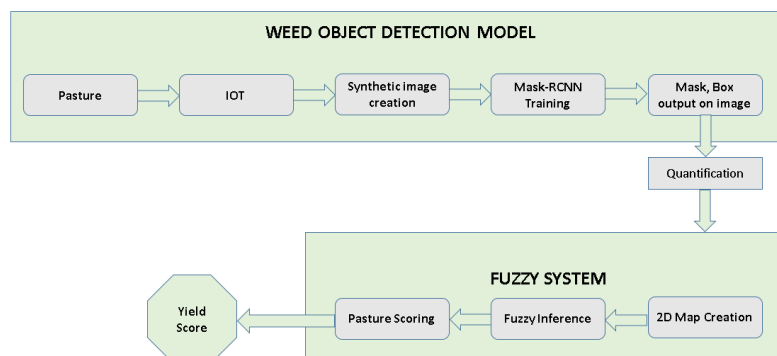 WEED OBJECT DETECTION MODEL
Pasture
IOT
Synthetic image
creation
Mask-RCNN
Training
Mask, Box
output on image
Quantification
FUZZY SYSTEM
Yield
Score
Pasture Scoring
Fuzzy Inference
2D Map Creation